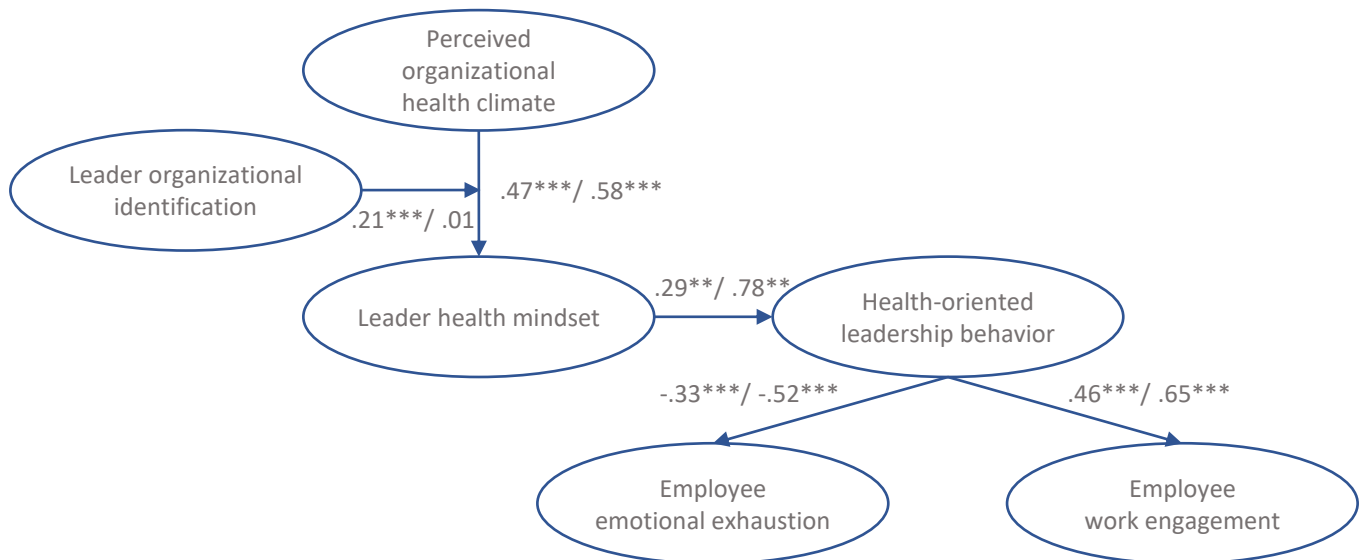 Perceived
organizational
health climate
Leader organizational
identification
.47***/ .58***
.21***/ .01
Leader health mindset
.29**/ .78**
Health-oriented
leadership behavior
-.33***/ -.52***
.46***/ .65***
Employee
emotional exhaustion
Employee
work engagement